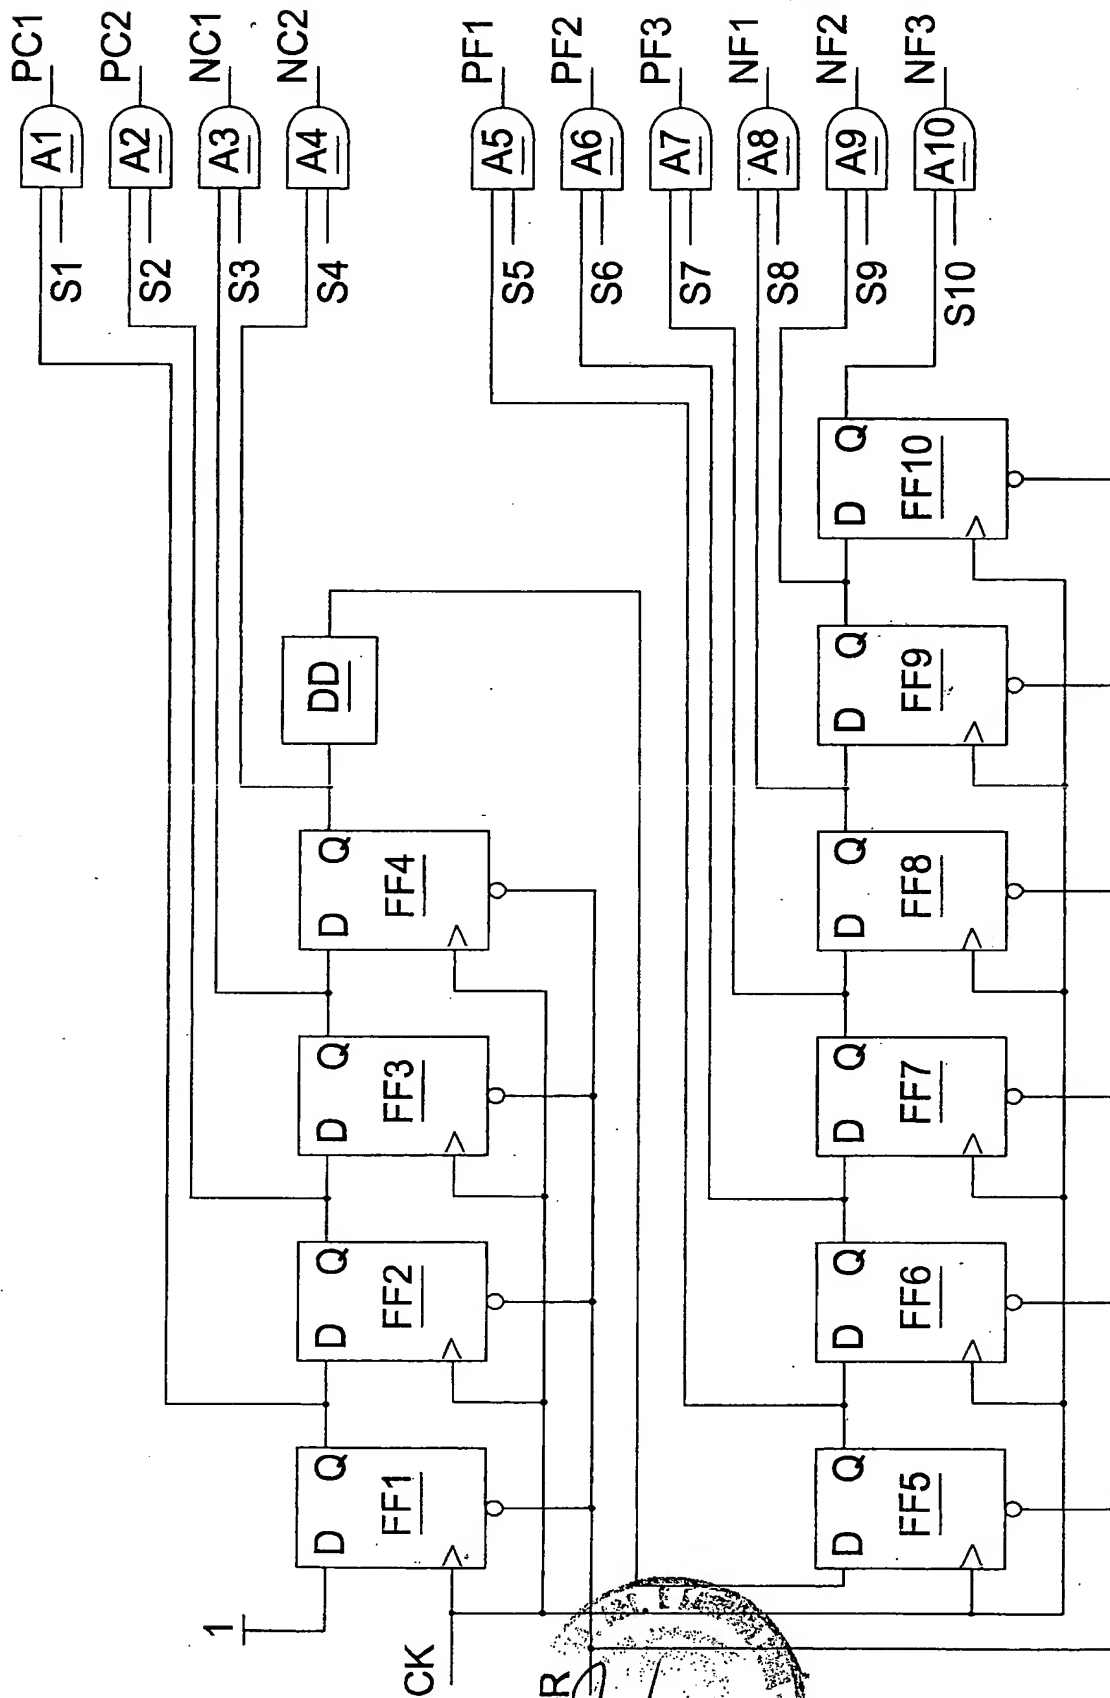 PC1
PC2
NC1
NC2
A1
A2
A3
A4
S1
S2
S3
S4
PF1
PF2
PF3
NF1
NF2
NF3
A5
A6
A7
A8
A9
A10
S5
S6
S7
S8
S9
S10
1
CK
R
D Q
FF1
D Q
FF2
D Q
FF3
D Q
FF4
DD
D Q
FF5
D Q
FF6
D Q
FF7
D Q
FF8
D Q
FF9
D Q
FF10